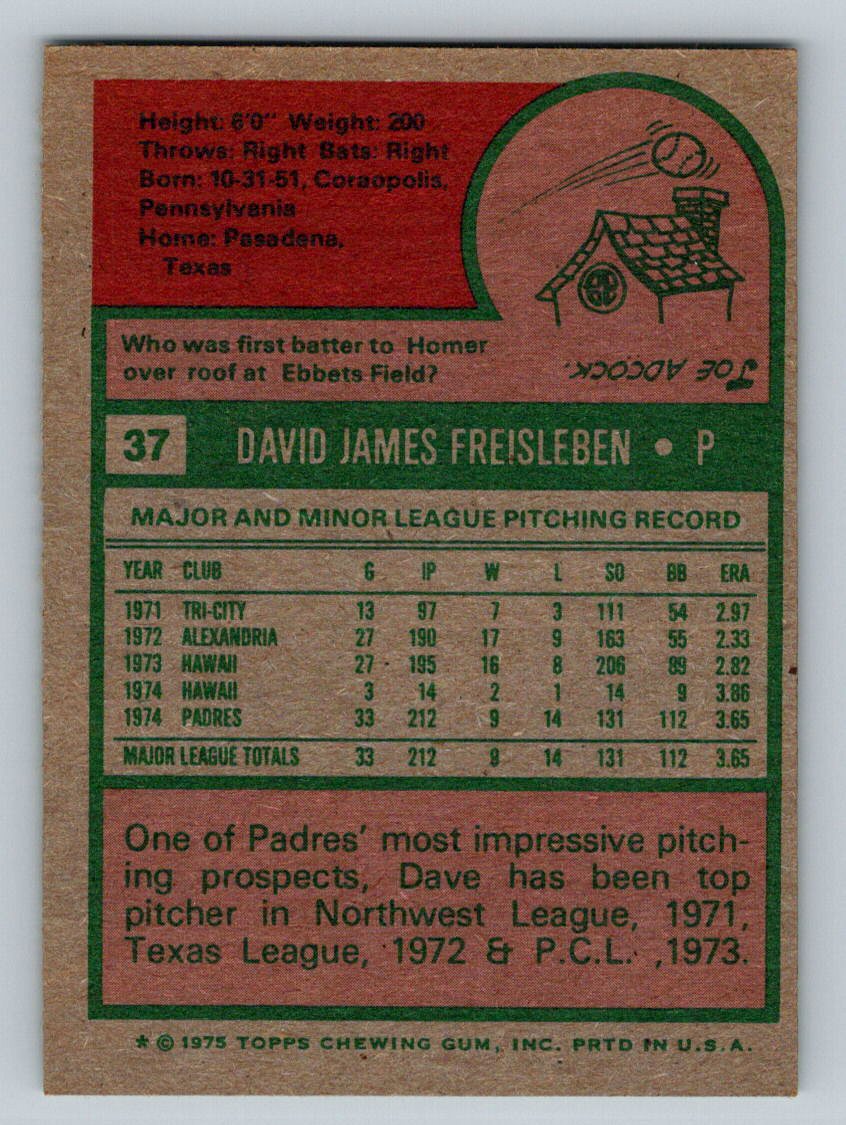 Height: 6'0" Weight: 200
Throws: Right Bats: Right
Born: 10-31-51, Coraopolis,
Pennsylvania
Home: Pasadena,
Texas
Who was first batter to Homer
over roof at Ebbets Field?
JOE ADCOCK.
37 DAVID JAMES FREISLEBEN • P
MAJOR AND MINOR LEAGUE PITCHING RECORD
YEAR CLUB G IP W L SO BB ERA
1971 TRI-CITY 13 97 7 3 111 54 2.97
1972 ALEXANDRIA 27 190 17 9 163 55 2.33
1973 HAWAII 27 195 16 8 206 89 2.82
1974 HAWAII 3 14 2 1 14 9 3.86
1974 PADRES 33 212 9 14 131 112 3.65
MAJOR LEAGUE TOTALS 33 212 9 14 131 112 3.65
One of Padres' most impressive pitch-
ing prospects, Dave has been top
pitcher in Northwest League, 1971,
Texas League, 1972 & P.C.L. ,1973.
* © 1975 TOPPS CHEWING GUM, INC. PRTD IN U.S.A.